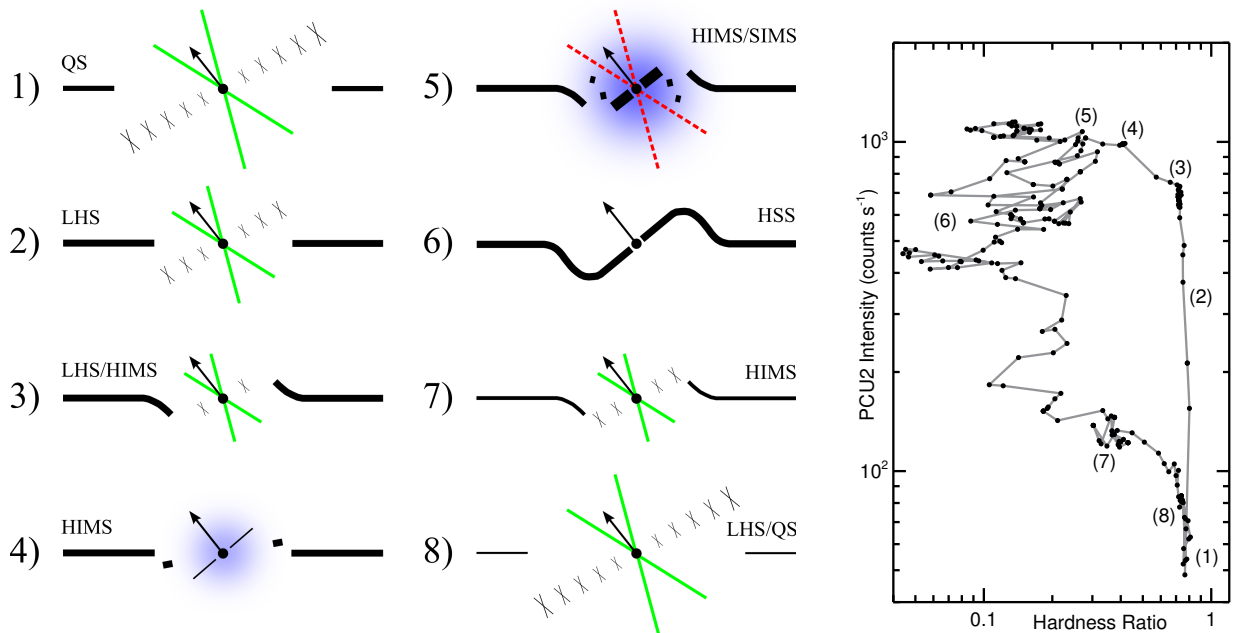 1) QS
2) LHS
3) LHS/HIMS
4) HIMS
5) HIMS/SIMS
6) HSS
7) HIMS
8) LHS/QS
PCU2 Intensity (counts s⁻¹)
10³
10²
(5)
(4)
(3)
(6)
(2)
(7)
(8)
(1)
0.1
1
Hardness Ratio